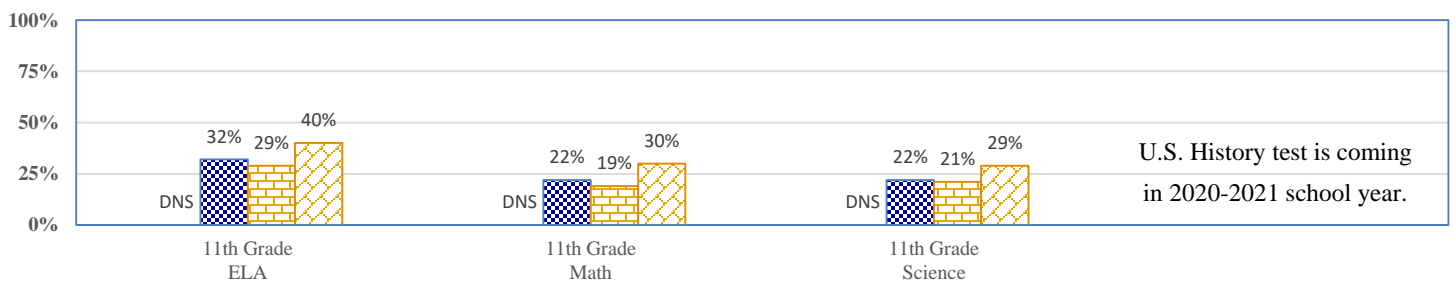 100%
75%
50%
25%
0%
DNS
32%
29%
40%
DNS
22%
19%
30%
DNS
22%
21%
29%
U.S. History test is coming
in 2020-2021 school year.
11th Grade
ELA
11th Grade
Math
11th Grade
Science